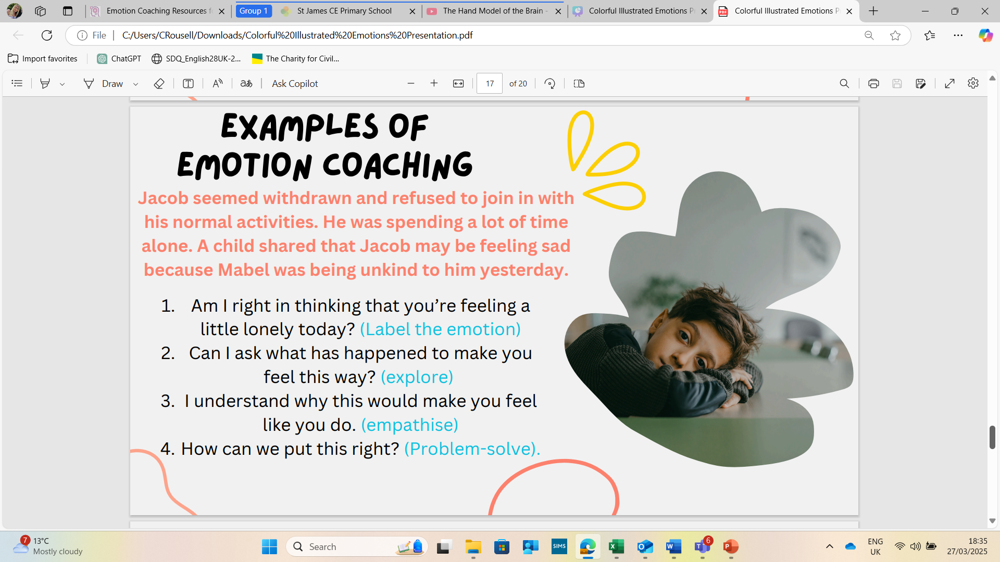 Emotion Coaching Resources f
Group 1
St James CE Primary School
The Hand Model of the Brain -
Colorful Illustrated Emotions P
Colorful Illustrated Emotions P
File
C:/Users/CRousell/Downloads/Colorful%20Illustrated%20Emotions%20Presentation.pdf
Import favorites
ChatGPT
SDQ_English28UK-2...
The Charity for Civil...
Draw
Ask Copilot
17
of 20
EXAMPLES OF
EMOTION COACHING
Jacob seemed withdrawn and refused to join in with
his normal activities. He was spending a lot of time
alone. A child shared that Jacob may be feeling sad
because Mabel was being unkind to him yesterday.
1. Am I right in thinking that you’re feeling a
little lonely today? (Label the emotion)
2. Can I ask what has happened to make you
feel this way? (explore)
3. I understand why this would make you feel
like you do. (empathise)
4. How can we put this right? (Problem-solve).
7
13°C
Mostly cloudy
Search
SIMS
6
ENG
UK
18:35
27/03/2025